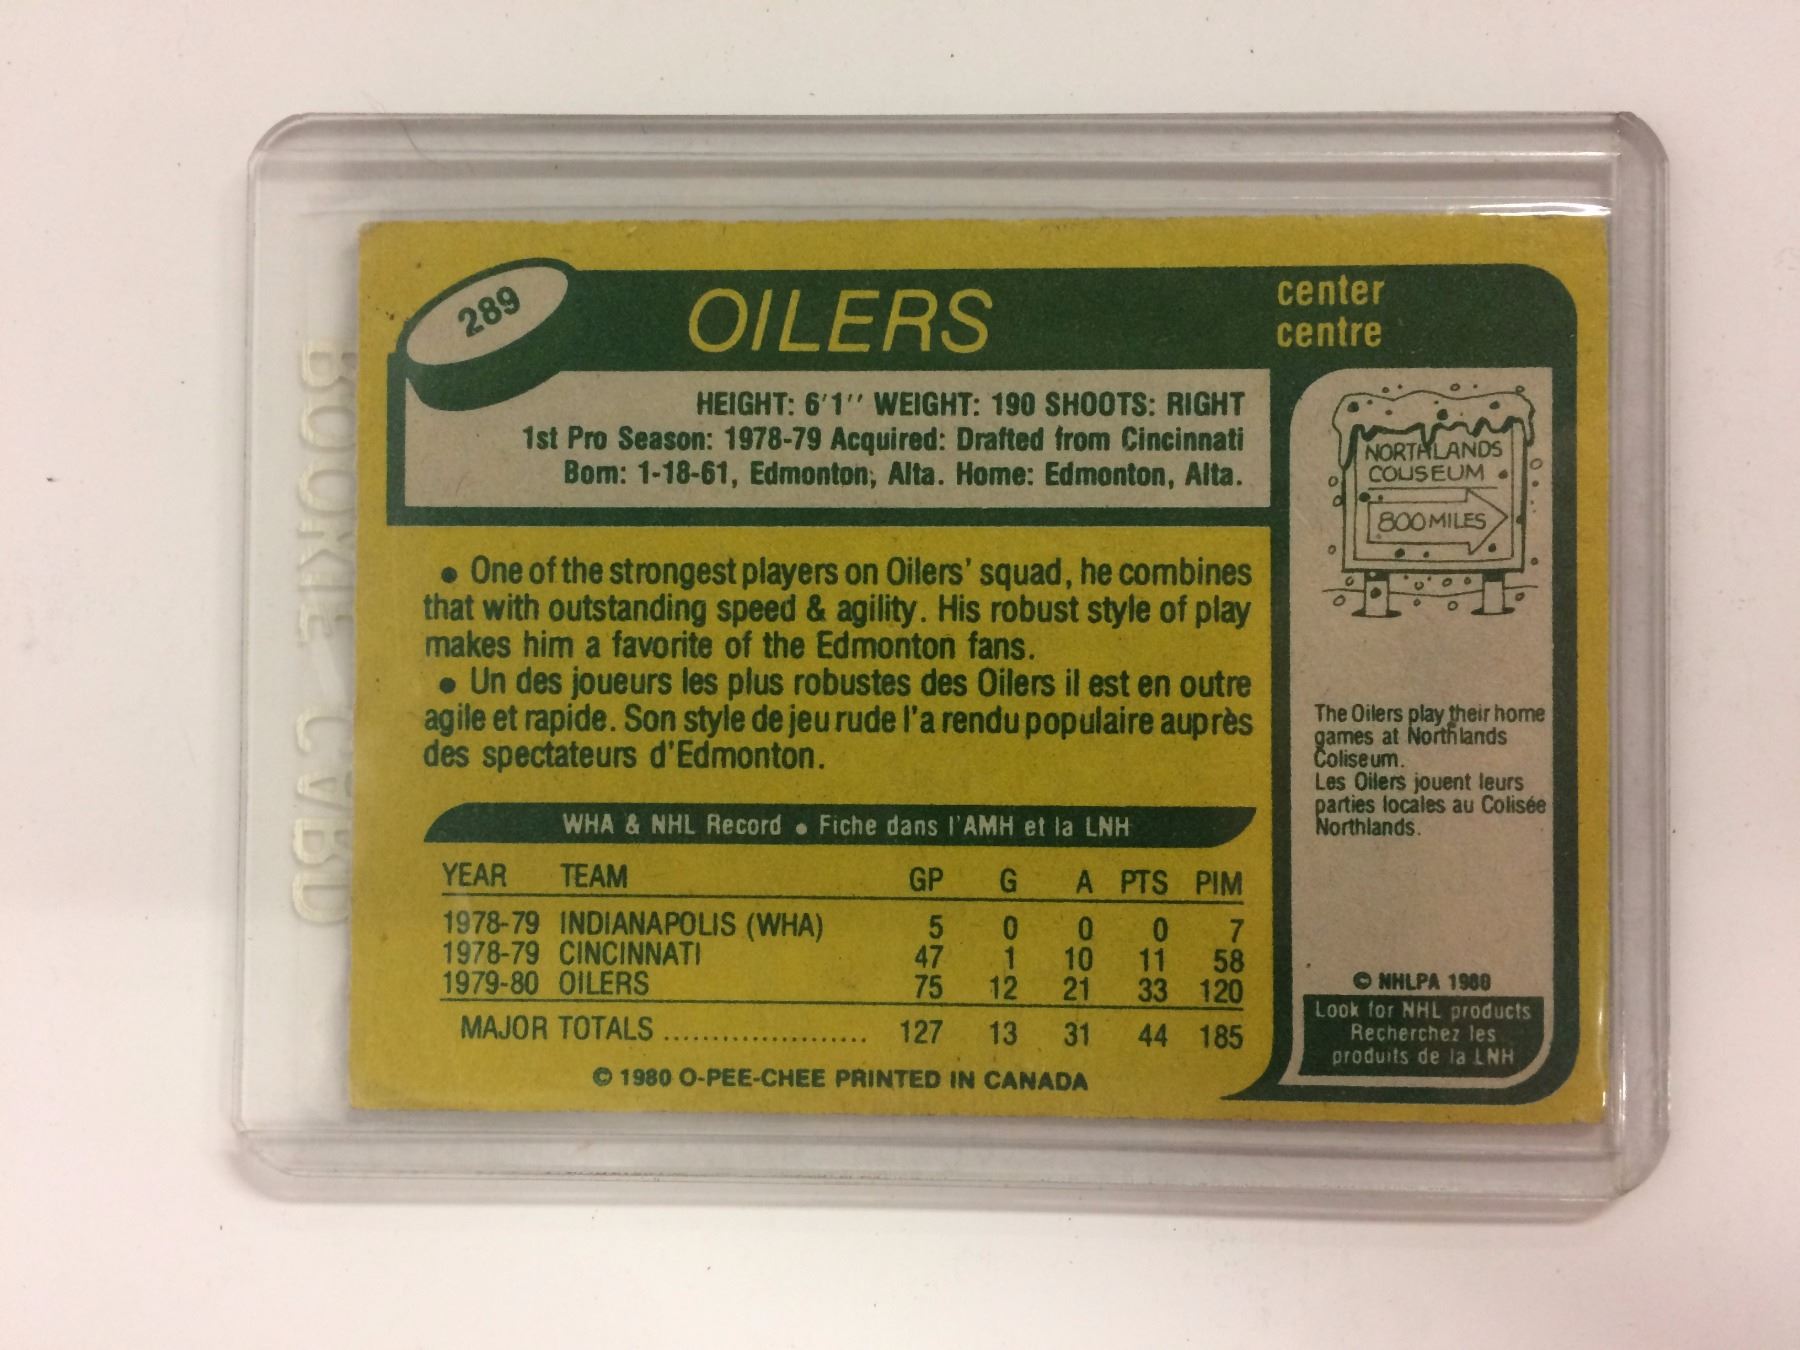 289
OILERS
center
centre
HEIGHT: 6'1'' WEIGHT: 190 SHOOTS: RIGHT
1st Pro Season: 1978-79 Acquired: Drafted from Cincinnati
Born: 1-18-61, Edmonton, Alta. Home: Edmonton, Alta.
● One of the strongest players on Oilers' squad, he combines
that with outstanding speed & agility. His robust style of play
makes him a favorite of the Edmonton fans.
● Un des joueurs les plus robustes des Oilers il est en outre
agile et rapide. Son style de jeu rude l'a rendu populaire auprès
des spectateurs d'Edmonton.
WHA & NHL Record ● Fiche dans l'AMH et la LNH
YEAR TEAM GP G A PTS PIM
1978-79 INDIANAPOLIS (WHA) 5 0 0 0 7
1978-79 CINCINNATI 47 1 10 11 58
1979-80 OILERS 75 12 21 33 120
MAJOR TOTALS ..................... 127 13 31 44 185
© 1980 O-PEE-CHEE PRINTED IN CANADA
NORTHLANDS
COLISEUM
800 MILES
The Oilers play their home
games at Northlands
Coliseum.
Les Oilers jouent leurs
parties locales au Colisée
Northlands.
© NHLPA 1980
Look for NHL products
Recherchez les
produits de la LNH
ROOKIE CARD